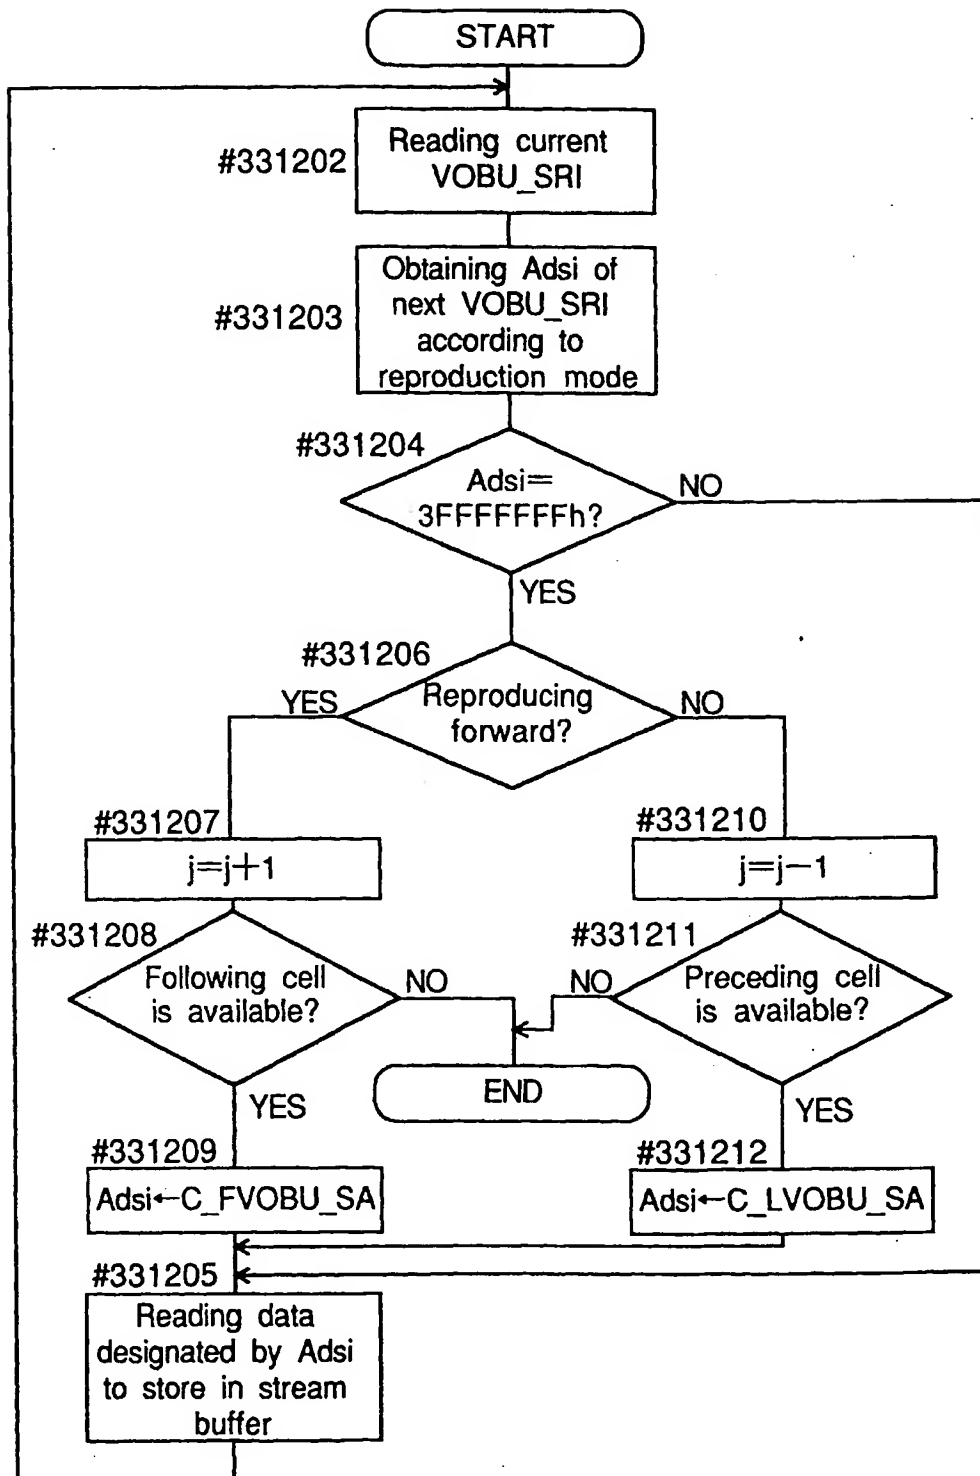 START
#331202
Reading current
VOBU_SRI
#331203
Obtaining Adsi of
next VOBU_SRI
according to
reproduction mode
#331204
Adsi=
3FFFFFFFh?
NO
YES
#331206
YES
Reproducing
forward?
NO
#331207
j=j+1
#331210
j=j−1
#331208
Following cell
is available?
NO
#331211
NO
Preceding cell
is available?
END
YES
YES
#331209
Adsi←C_FVOBU_SA
#331212
Adsi←C_LVOBU_SA
#331205
Reading data
designated by Adsi
to store in stream
buffer